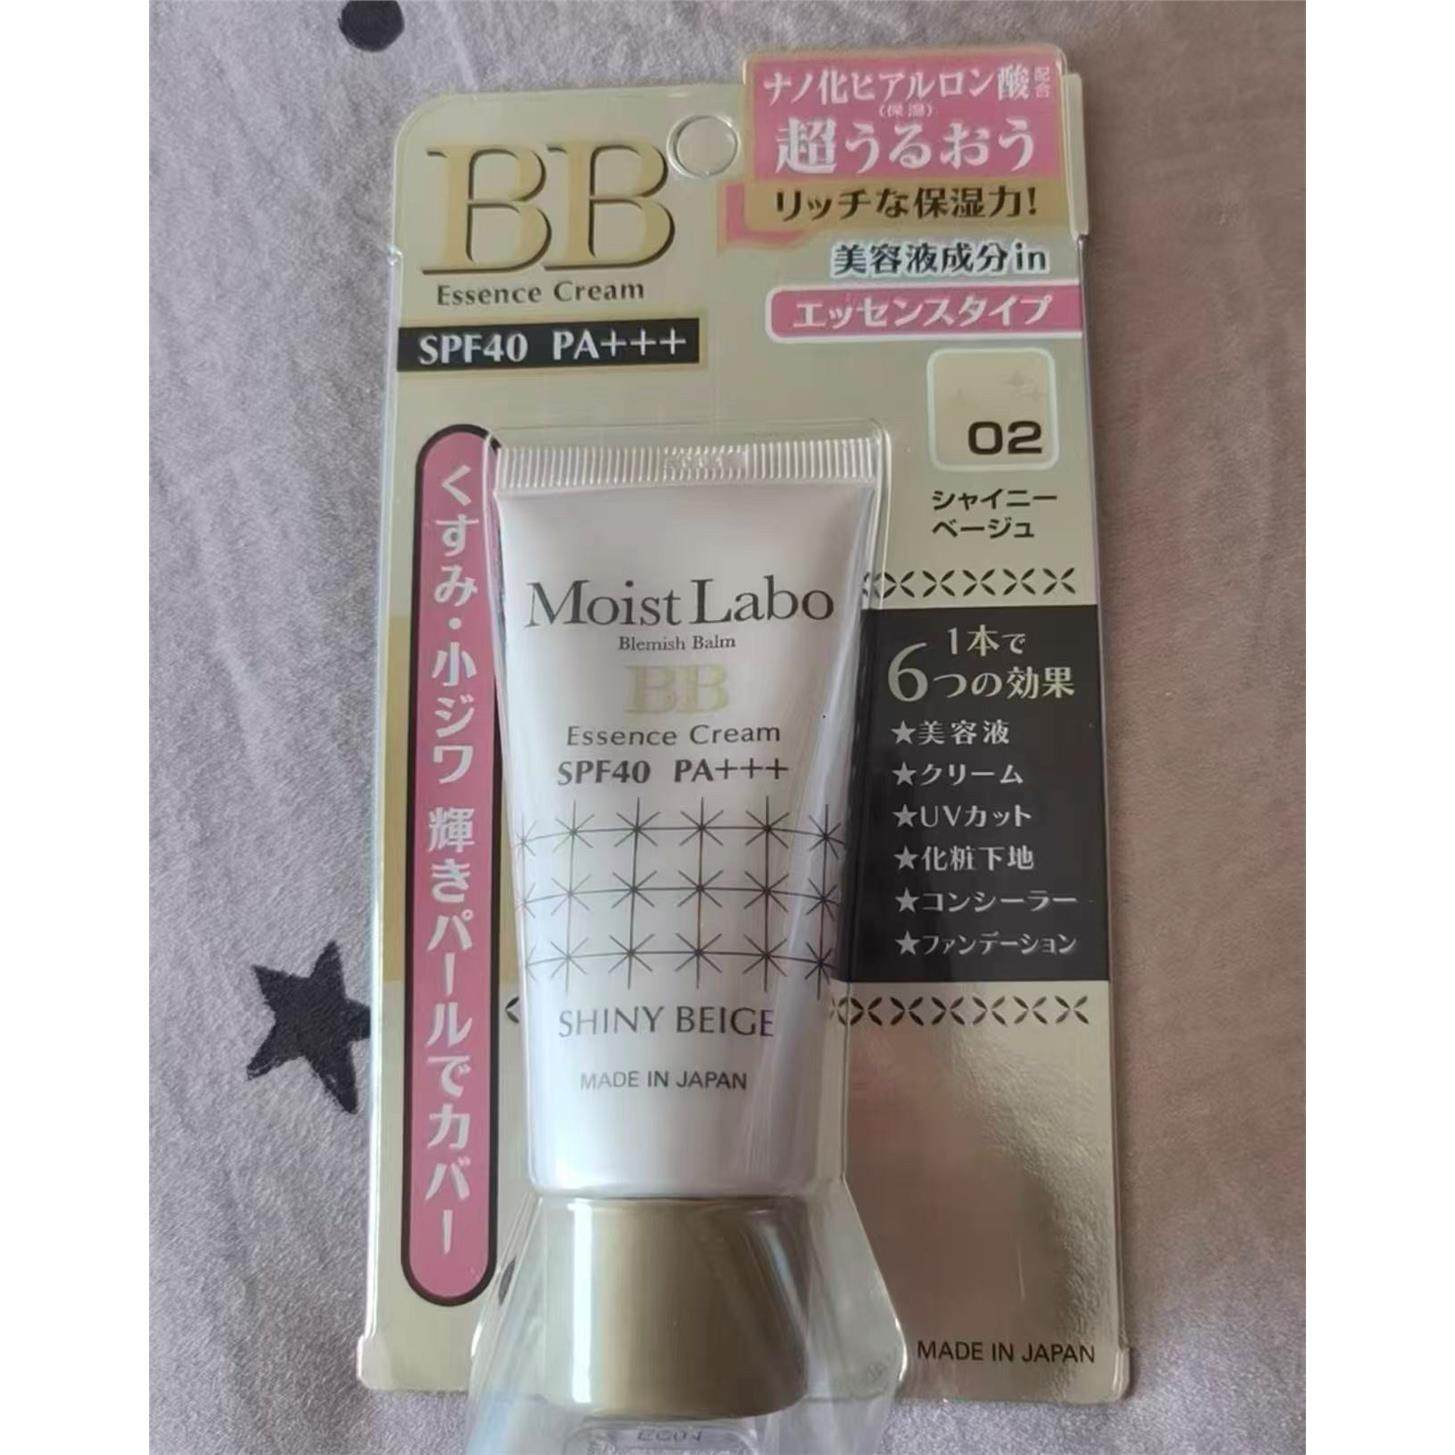 ナノ化ヒアルロン酸配合
(保湿)
超うるおう
リッチな保湿力!
BB
Essence Cream
美容液成分in
エッセンスタイプ
SPF40 PA+++
02
シャイニー
ベージュ
くすみ・小ジワ 輝きパールでカバー
Moist Labo
Blemish Balm
BB
Essence Cream
SPF40 PA+++
SHINY BEIGE
MADE IN JAPAN
1本で
6つの効果
★美容液
★クリーム
★UVカット
★化粧下地
★コンシーラー
★ファンデーション
MADE IN JAPAN